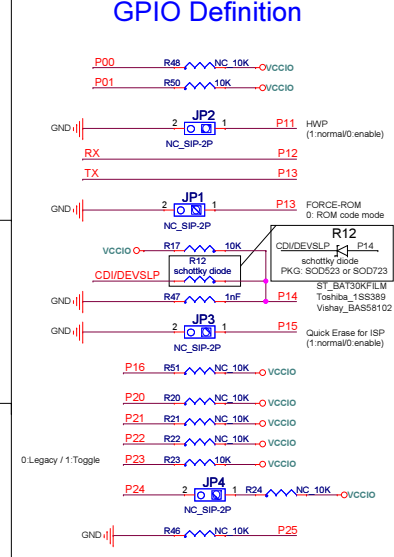 GPIO Definition
P00 R48 NC_10K VCCIO
P01 R50 10K VCCIO
JP2
GND 2 1 P11 HWP
(1:normal/0:enable)
NC_SIP-2P
RX P12
TX P13
JP1
GND 2 1 P13 FORCE-ROM
0: ROM code mode
NC_SIP-2P
R12
VCCIO R17 10K CDI/DEVSLP P14
R12
schottky diode
schottky diode
PKG: SOD523 or SOD723
CDI/DEVSLP
ST_BAT30KFILM
GND R47 1nF P14 Toshiba_1SS389
Vishay_BAS58102
JP3
GND 2 1 P15 Quick Erase for ISP
(1:normal/0:enable)
NC_SIP-2P
P16 R51 NC_10K VCCIO
P20 R20 NC_10K VCCIO
P21 R21 NC_10K VCCIO
P22 R22 NC_10K VCCIO
0:Legacy / 1:Toggle P23 R23 10K VCCIO
JP4
P24 2 1 R24 NC_10K VCCIO
NC_SIP-2P
GND R46 NC_10K P25